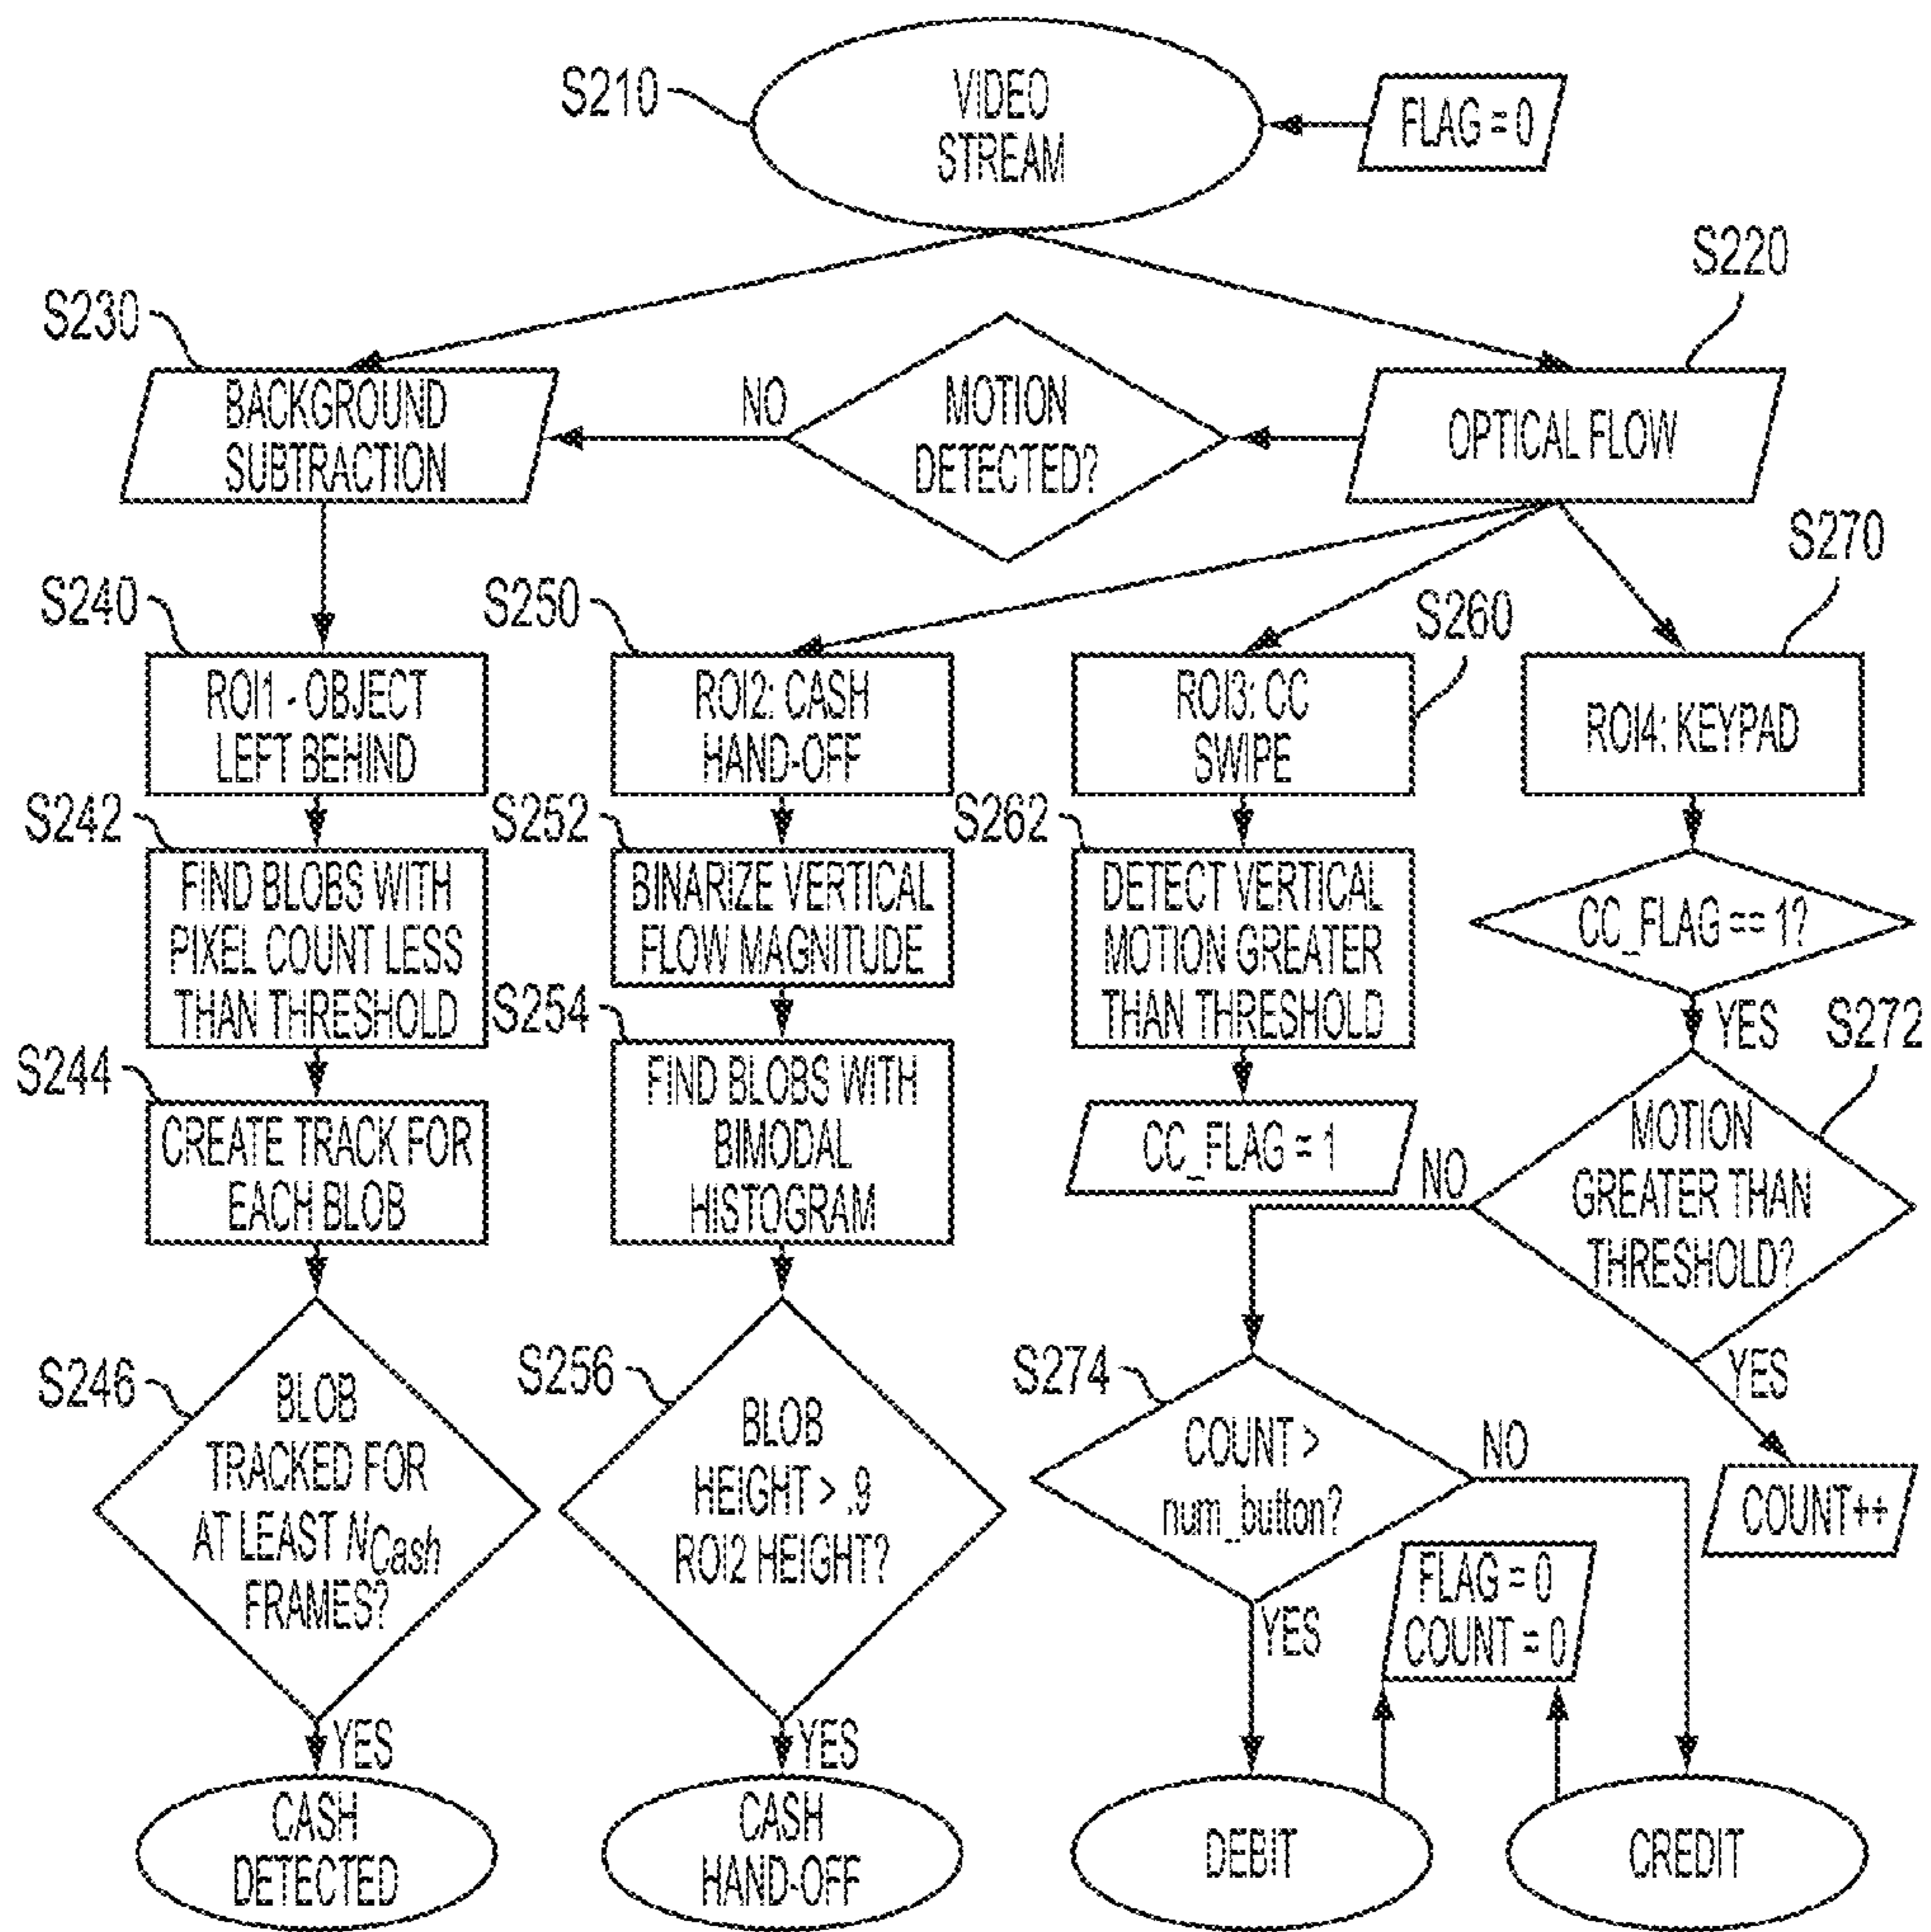 S210
VIDEO
STREAM
FLAG = 0
S220
S230
BACKGROUND
SUBTRACTION
NO
MOTION
DETECTED?
OPTICAL FLOW
S240
S250
S260
S270
ROI1 - OBJECT
LEFT BEHIND
ROI2: CASH
HAND-OFF
ROI3: CC
SWIPE
ROI4: KEYPAD
S242
FIND BLOBS WITH
PIXEL COUNT LESS
THAN THRESHOLD
S252
BINARIZE VERTICAL
FLOW MAGNITUDE
S262
DETECT VERTICAL
MOTION GREATER
THAN THRESHOLD
CC_FLAG == 1?
YES
S244
CREATE TRACK FOR
EACH BLOB
S254
FIND BLOBS WITH
BIMODAL
HISTOGRAM
CC_FLAG = 1
NO
S272
MOTION
GREATER THAN
THRESHOLD?
YES
COUNT++
S246
BLOB
TRACKED FOR
AT LEAST NCash
FRAMES?
YES
S256
BLOB
HEIGHT > .9
ROI2 HEIGHT?
YES
S274
COUNT >
num_button?
NO
YES
FLAG = 0
COUNT = 0
CASH
DETECTED
CASH
HAND-OFF
DEBIT
CREDIT